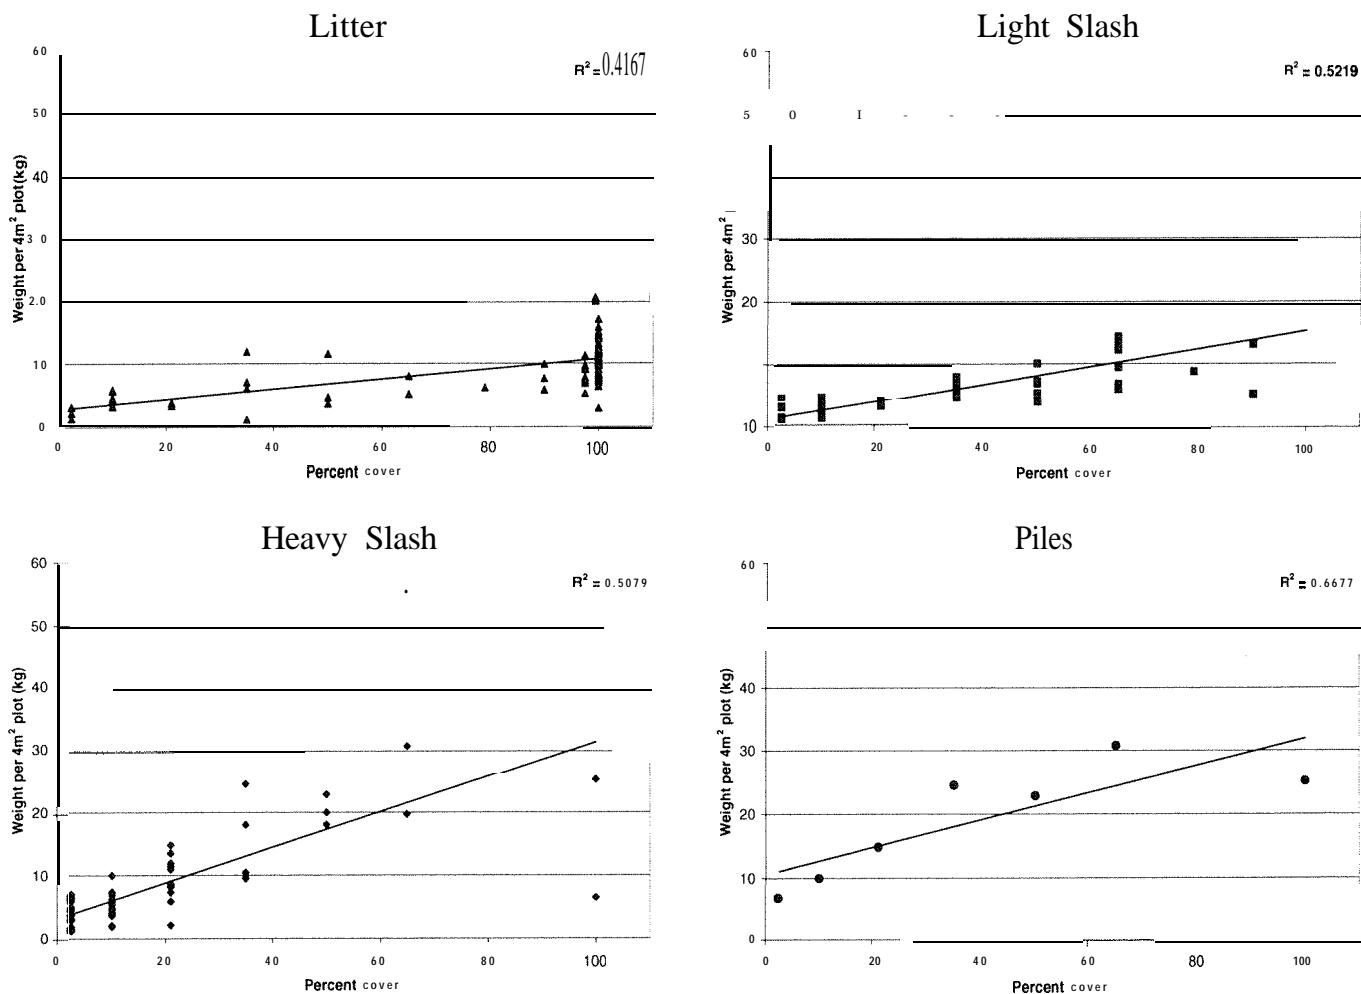 Litter
60
R² = 0.4167
50
40
30
2.0
10
0
Weight per 4m² plot (kg)
0 20 40 60 80 100
Percent cover
Light Slash
60
R² = 0.5219
5 0 I - - -
30
20
10
Weight per 4m² |
0 20 40 60 80 100
Percent cover
Heavy Slash
60
R² = 0.5079
50
40
30
20
10
0
Weight per 4m² plot (kg)
0 20 40 60 80 100
Percent cover
Piles
60
R² = 0.6677
40
30
20
10
0
Weight per 4m² plot (kg)
0 20 40 60 80 100
Percent cover